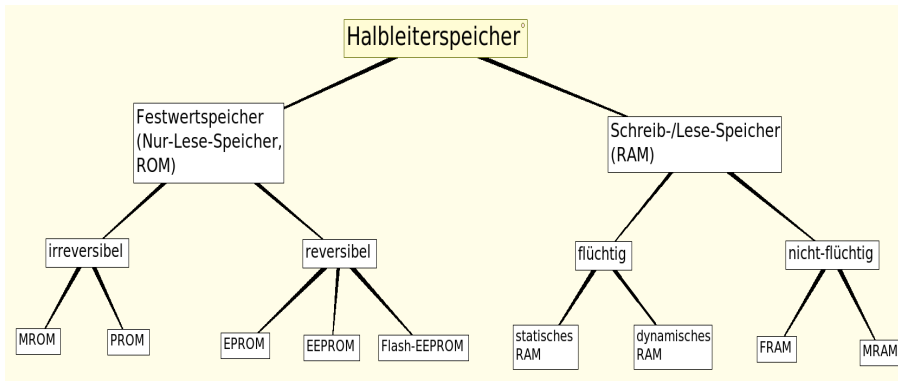 Halbleiterspeicher
Festwertspeicher
(Nur-Lese-Speicher,
ROM)
Schreib-/Lese-Speicher
(RAM)
irreversibel
reversibel
flüchtig
nicht-flüchtig
MROM
PROM
EPROM
EEPROM
Flash-EEPROM
statisches
RAM
dynamisches
RAM
FRAM
MRAM